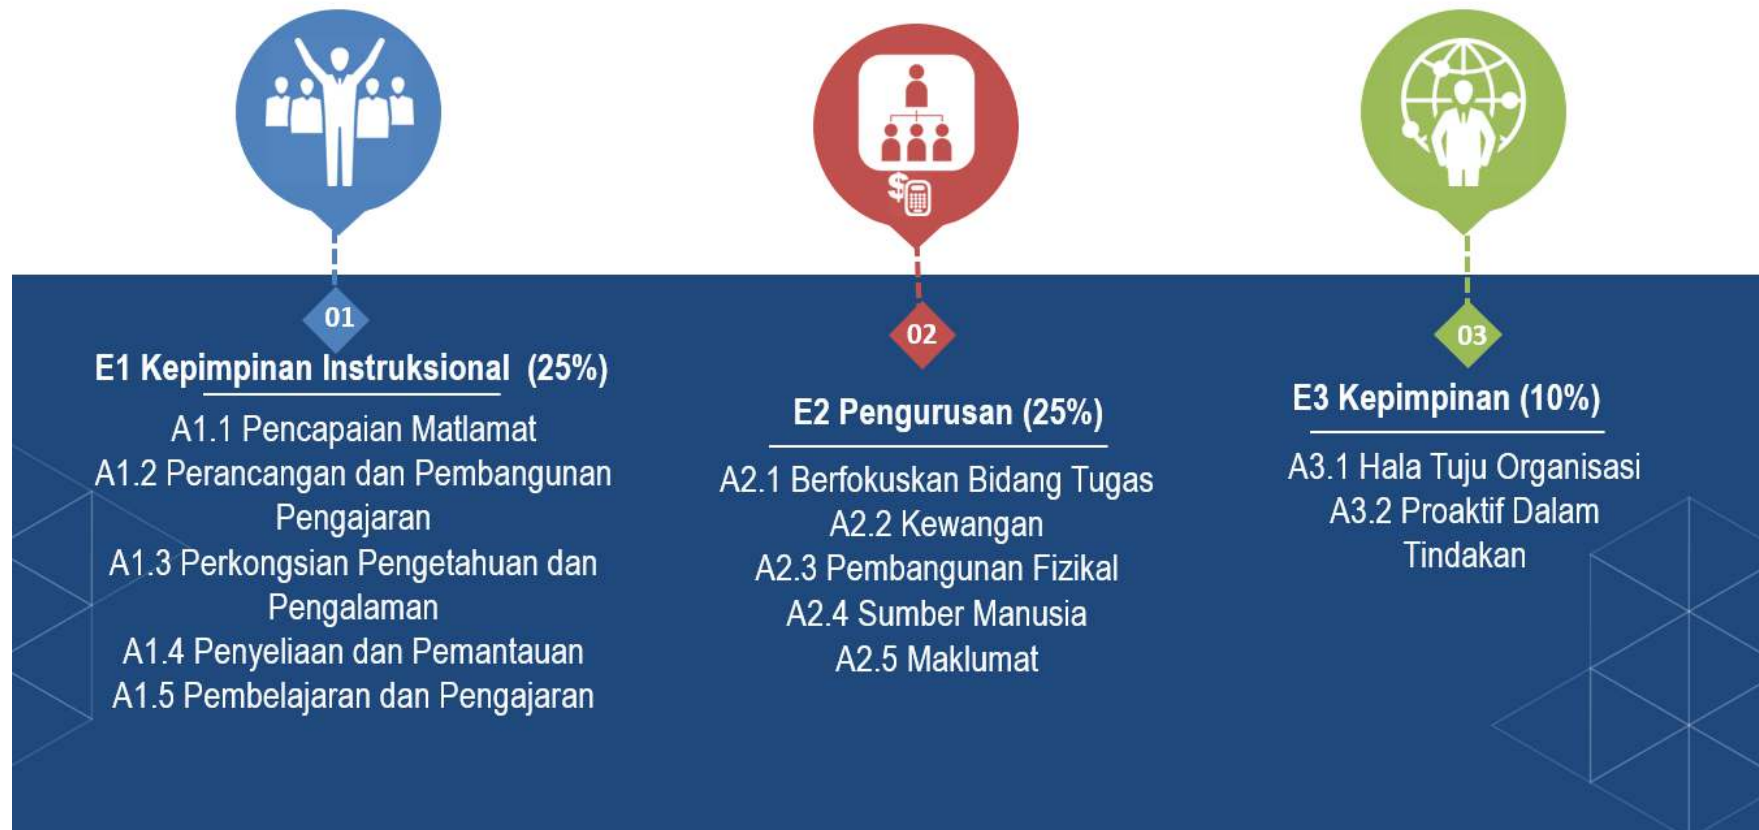 01
E1 Kepimpinan Instruksional (25%)
A1.1 Pencapaian Matlamat
A1.2 Perancangan dan Pembangunan
Pengajaran
A1.3 Perkongsian Pengetahuan dan
Pengalaman
A1.4 Penyeliaan dan Pemantauan
A1.5 Pembelajaran dan Pengajaran
$
02
E2 Pengurusan (25%)
A2.1 Berfokuskan Bidang Tugas
A2.2 Kewangan
A2.3 Pembangunan Fizikal
A2.4 Sumber Manusia
A2.5 Maklumat
03
E3 Kepimpinan (10%)
A3.1 Hala Tuju Organisasi
A3.2 Proaktif Dalam
Tindakan